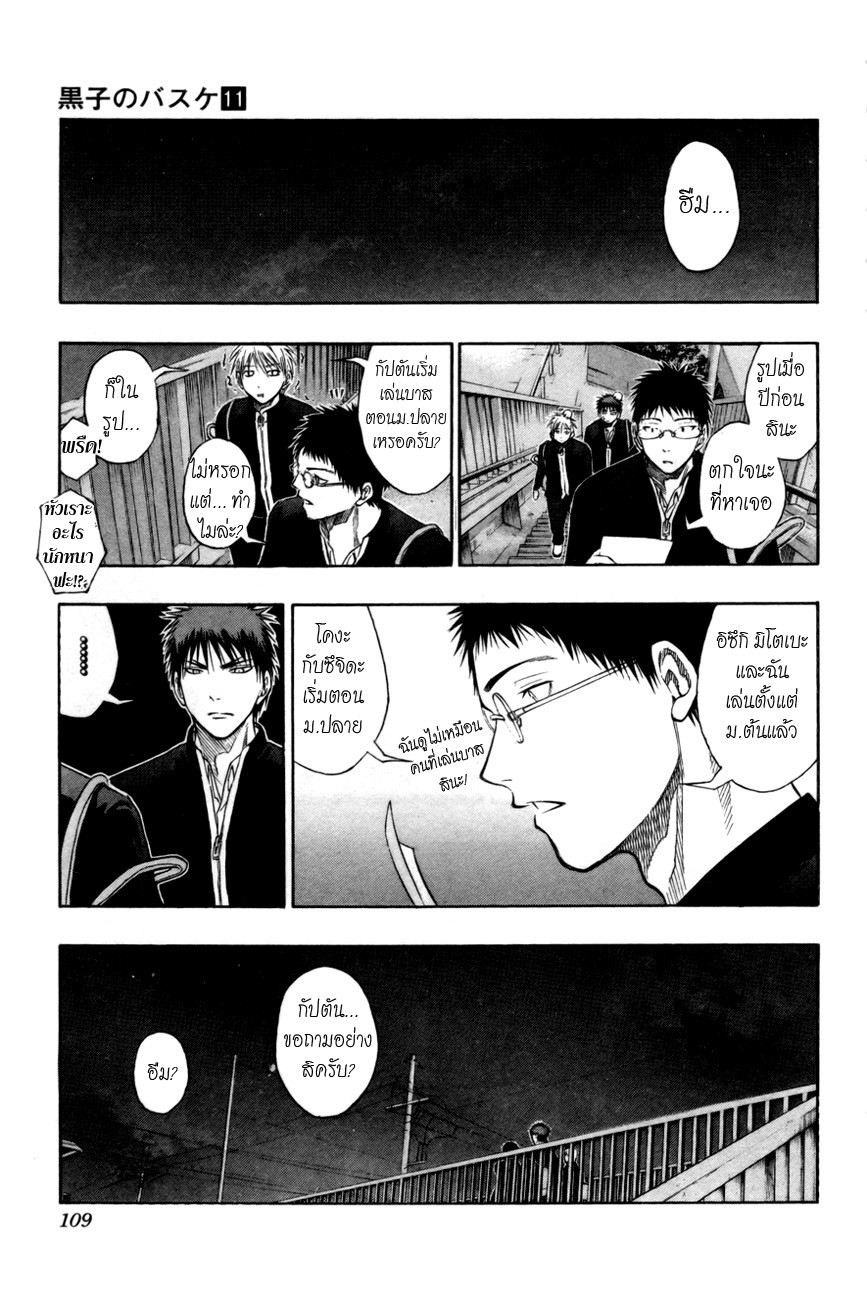 黒子のバスケ11
ฮืม...
รูปเมื่อ
ปีก่อน
สินะ
ตกใจนะ
ที่หาเจอ
กัปตันเริ่ม
เล่นบาส
ตอนม.ปลาย
เหรอครับ?
ไม่หรอก
แต่... ทำ
ไมล่ะ?
ก็ใน
รูป...
พรืด!
หัวเราะ
อะไร
นักหนา
ฟะ!?
อิซึกิ มิโตเบะ
และฉัน
เล่นตั้งแต่
ม.ต้นแล้ว
โคงะ
กับซึจิดะ
เริ่มตอน
ม.ปลาย
ฉันดูไม่เหมือน
คนที่เล่นบาส
สินะ!
กัปตัน...
ขอถามอย่าง
สิครับ?
อืม?
109